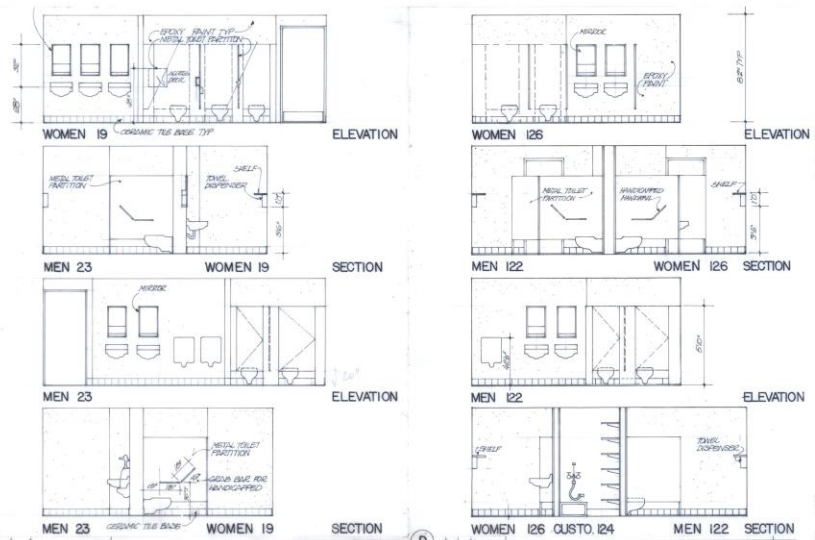 EPOXY PAINT TYP
METAL TOILET
PARTITION
WOMEN 19
CERAMIC TILE BASE TYP
ELEVATION
MIRROR
EPOXY
PAINT
8'2" TYP
WOMEN 126
ELEVATION
METAL TOILET
PARTITION
TOWEL
DISPENSER
SHELF
MEN 23
WOMEN 19
SECTION
METAL TOILET
PARTITION
HANDICAPPED
HANDRAIL
SHELF
MEN 122
WOMEN 126
SECTION
MIRROR
MEN 23
ELEVATION
MEN 122
ELEVATION
METAL TOILET
PARTITION
GRAB BAR FOR
HANDICAPPED
MEN 23
CERAMIC TILE BASE
WOMEN 19
SECTION
SHELF
TOWEL
DISPENSER
WOMEN 126
CUSTO. 124
MEN 122
SECTION